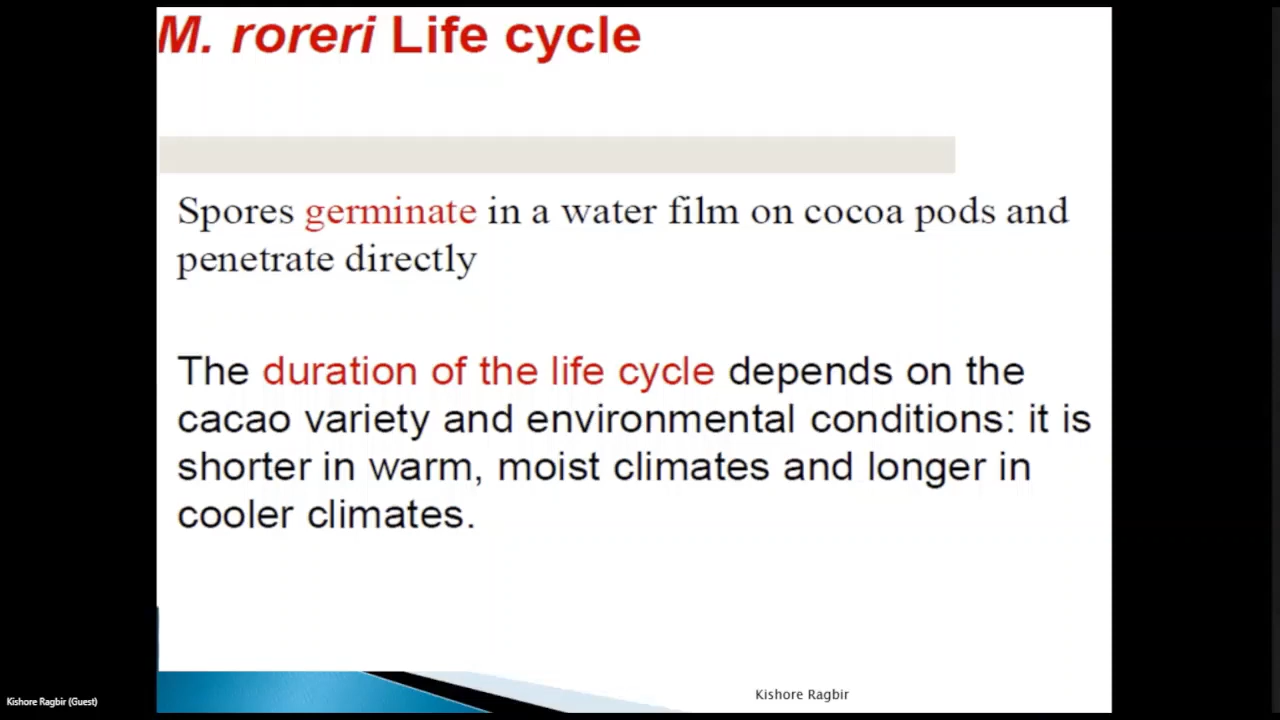 M. roreri Life cycle
Spores germinate in a water film on cocoa pods and
penetrate directly
The duration of the life cycle depends on the
cacao variety and environmental conditions: it is
shorter in warm, moist climates and longer in
cooler climates.
Kishore Ragbir
Kishore Ragbir (Guest)